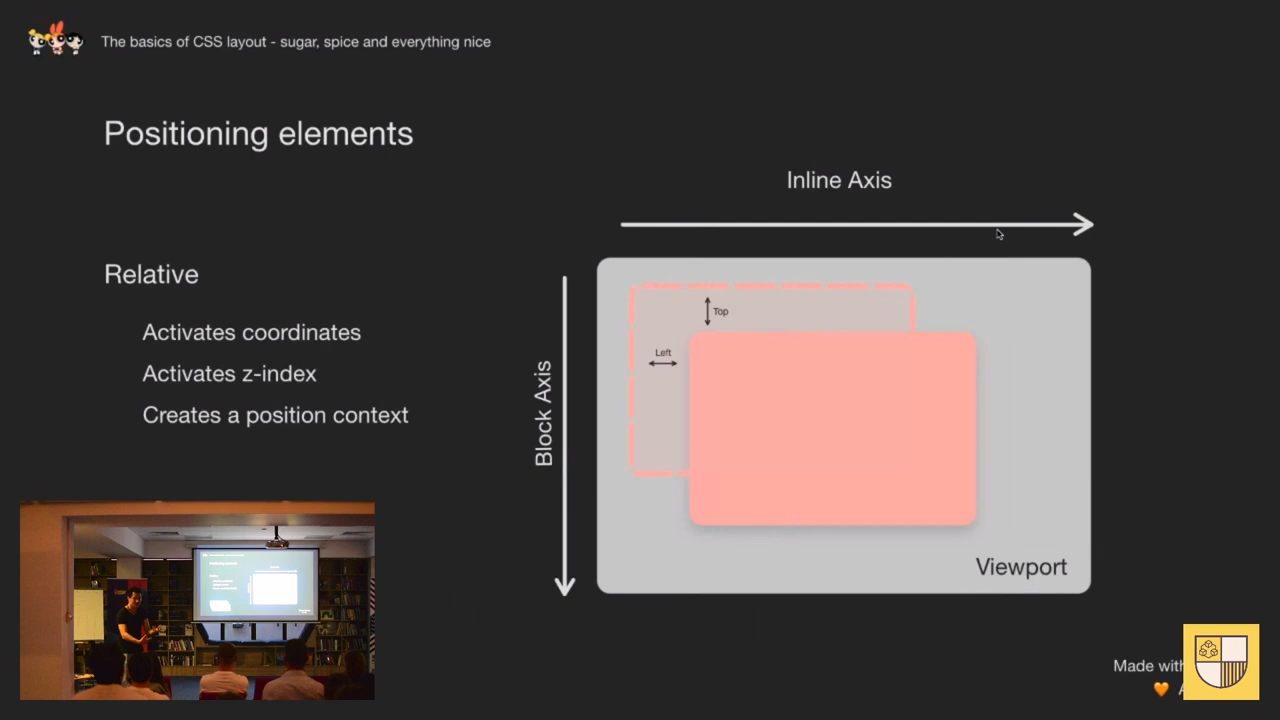 The basics of CSS layout - sugar, spice and everything nice
Positioning elements
Inline Axis
Relative
Activates coordinates
Activates z-index
Creates a position context
Block Axis
Top
Left
Viewport
Made with